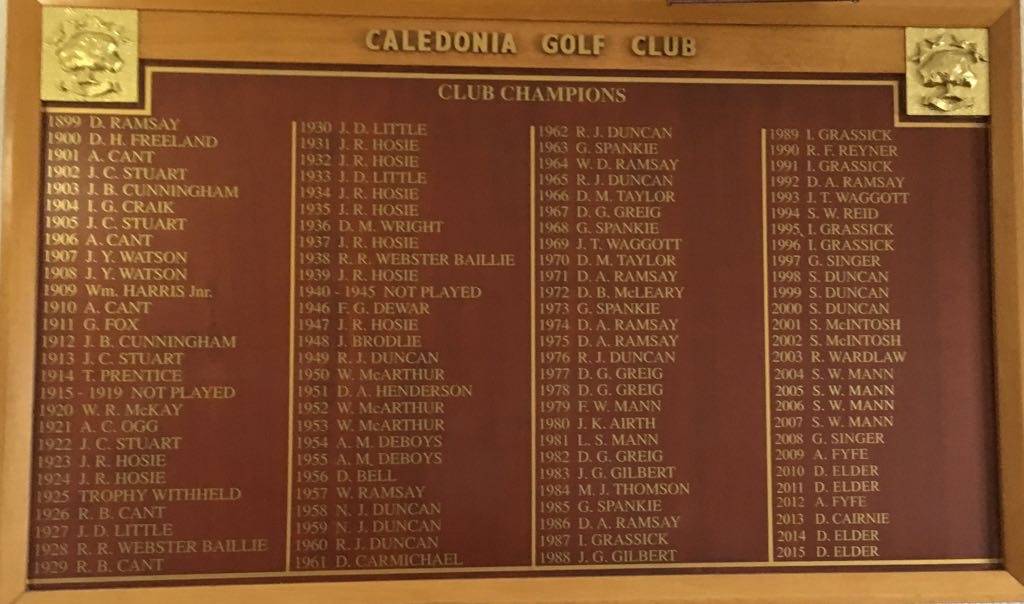 CALEDONIA GOLF CLUB
CLUB CHAMPIONS
1899 D. RAMSAY
1900 D. H. FREELAND
1901 A. CANT
1902 J. C. STUART
1903 J. B. CUNNINGHAM
1904 I. G. CRAIK
1905 J. C. STUART
1906 A. CANT
1907 J. Y. WATSON
1908 J. Y. WATSON
1909 Wm. HARRIS Jnr.
1910 A. CANT
1911 G. FOX
1912 J. B. CUNNINGHAM
1913 J. C. STUART
1914 T. PRENTICE
1915 - 1919 NOT PLAYED
1920 W. R. McKAY
1921 A. C. OGG
1922 J. C. STUART
1923 J. R. HOSIE
1924 J. R. HOSIE
1925 TROPHY WITHHELD
1926 R. B. CANT
1927 J. D. LITTLE
1928 R. R. WEBSTER BAILLIE
1929 R. B. CANT
1930 J. D. LITTLE
1931 J. R. HOSIE
1932 J. R. HOSIE
1933 J. D. LITTLE
1934 J. R. HOSIE
1935 J. R. HOSIE
1936 D. M. WRIGHT
1937 J. R. HOSIE
1938 R. R. WEBSTER BAILLIE
1939 J. R. HOSIE
1940 - 1945 NOT PLAYED
1946 F. G. DEWAR
1947 J. R. HOSIE
1948 J. BRODLIE
1949 R. J. DUNCAN
1950 W. McARTHUR
1951 D. A. HENDERSON
1952 W. McARTHUR
1953 W. McARTHUR
1954 A. M. DEBOYS
1955 A. M. DEBOYS
1956 D. BELL
1957 W. RAMSAY
1958 N. J. DUNCAN
1959 N. J. DUNCAN
1960 R. J. DUNCAN
1961 D. CARMICHAEL
1962 R. J. DUNCAN
1963 G. SPANKIE
1964 W. D. RAMSAY
1965 R. J. DUNCAN
1966 D. M. TAYLOR
1967 D. G. GREIG
1968 G. SPANKIE
1969 J. T. WAGGOTT
1970 D. M. TAYLOR
1971 D. A. RAMSAY
1972 D. B. McLEARY
1973 G. SPANKIE
1974 D. A. RAMSAY
1975 D. A. RAMSAY
1976 R. J. DUNCAN
1977 D. G. GREIG
1978 D. G. GREIG
1979 F. W. MANN
1980 J. K. AIRTH
1981 L. S. MANN
1982 D. G. GREIG
1983 J. G. GILBERT
1984 M. J. THOMSON
1985 G. SPANKIE
1986 D. A. RAMSAY
1987 I. GRASSICK
1988 J. G. GILBERT
1989 I. GRASSICK
1990 R. F. REYNER
1991 I. GRASSICK
1992 D. A. RAMSAY
1993 J. T. WAGGOTT
1994 S. W. REID
1995, I. GRASSICK
1996 I. GRASSICK
1997 G. SINGER
1998 S. DUNCAN
1999 S. DUNCAN
2000 S. DUNCAN
2001 S. McINTOSH
2002 S. McINTOSH
2003 R. WARDLAW
2004 S. W. MANN
2005 S. W. MANN
2006 S. W. MANN
2007 S. W. MANN
2008 G. SINGER
2009 A. FYFE
2010 D. ELDER
2011 D. ELDER
2012 A. FYFE
2013 D. CAIRNIE
2014 D. ELDER
2015 D. ELDER